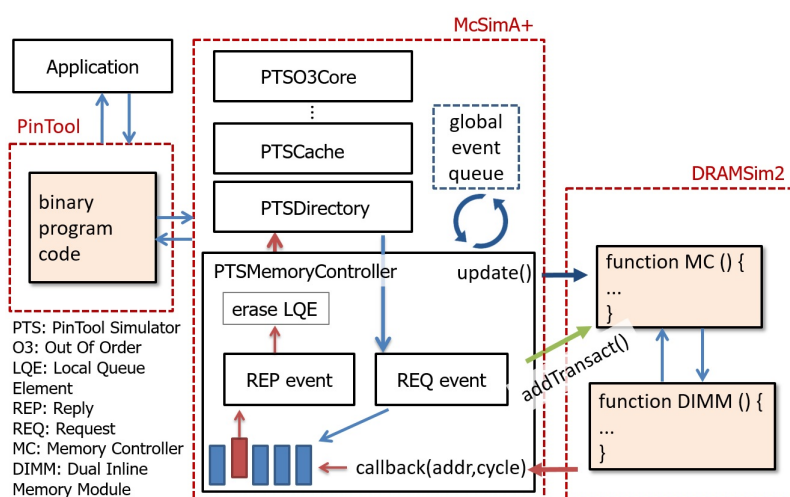 McSimA+
Application
PTSO3Core
...
PinTool
PTSCache
global
event
queue
DRAMSim2
binary
program
code
PTSDirectory
PTSMemoryController
update()
function MC () {
...
}
erase LQE
addTransact()
REP event
REQ event
function DIMM () {
...
}
callback(addr,cycle)
PTS: PinTool Simulator
O3: Out Of Order
LQE: Local Queue
Element
REP: Reply
REQ: Request
MC: Memory Controller
DIMM: Dual Inline
Memory Module